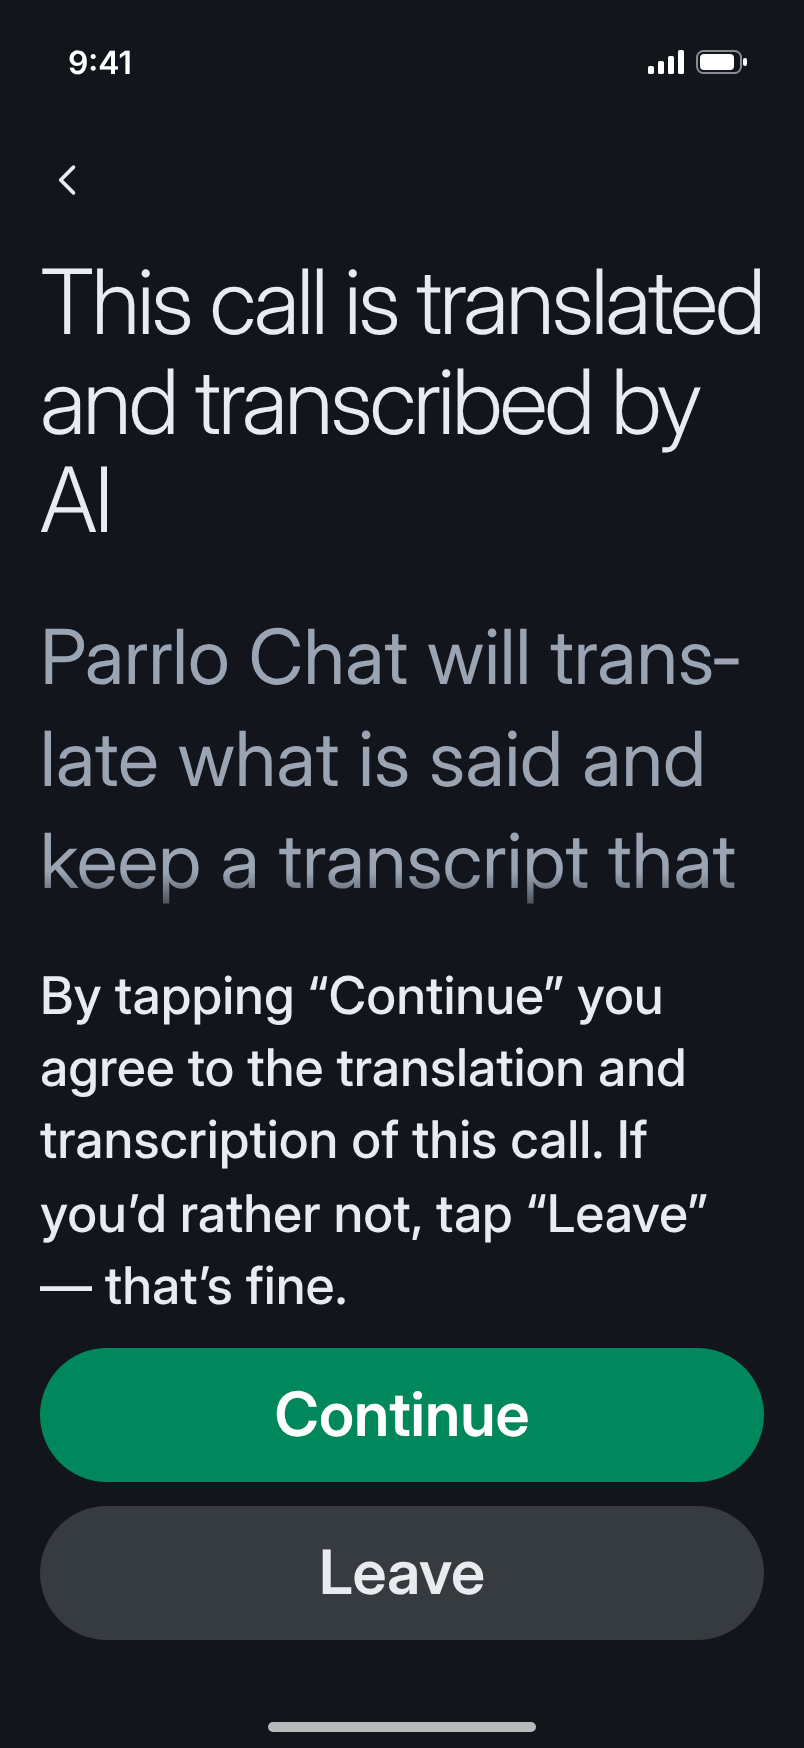 9:41
This call is translated
and transcribed by
AI
Parrlo Chat will trans-
late what is said and
keep a transcript that
By tapping “Continue” you
agree to the translation and
transcription of this call. If
you’d rather not, tap “Leave”
— that’s fine.
Continue
Leave